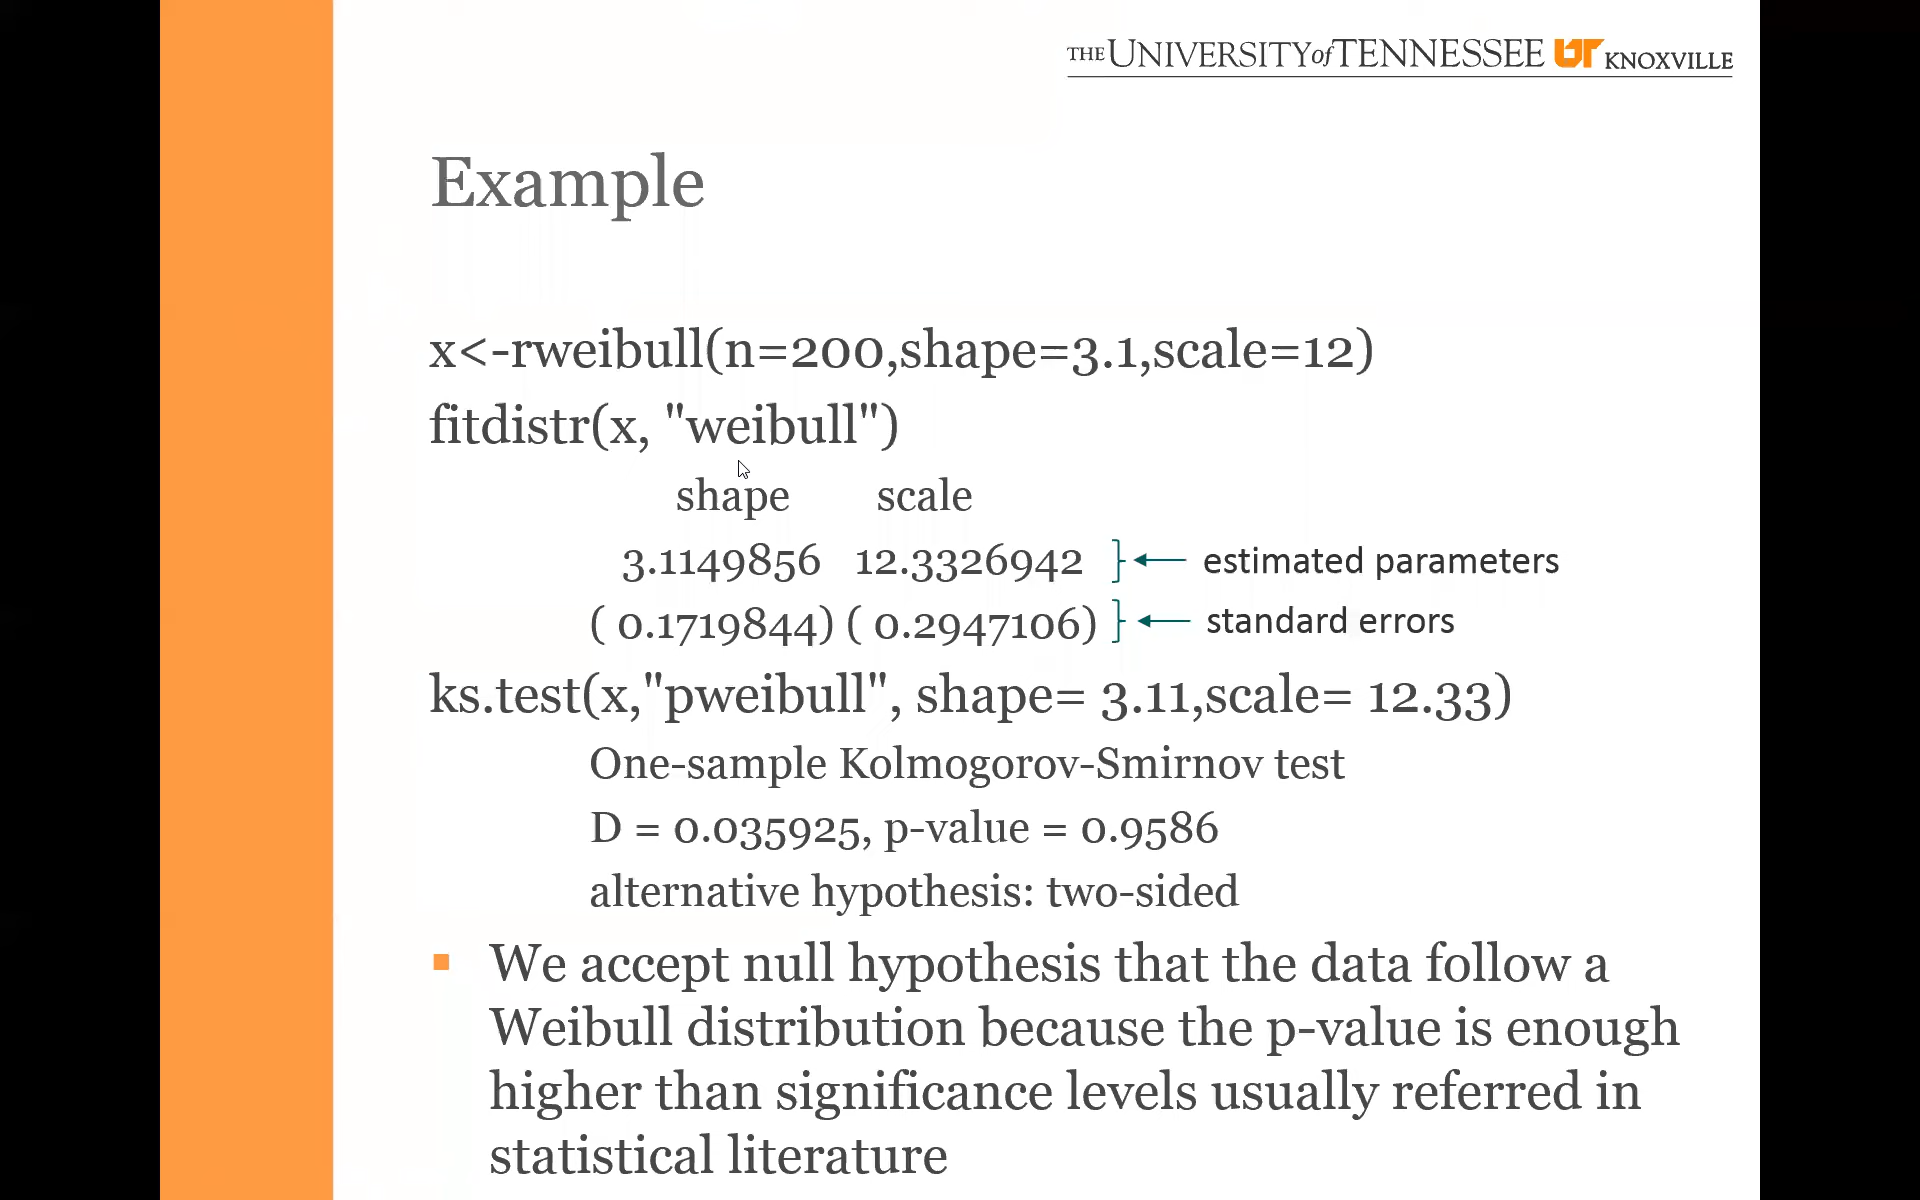 THE UNIVERSITY of TENNESSEE UT KNOXVILLE
Example
x<-rweibull(n=200,shape=3.1,scale=12)
fitdistr(x, "weibull")
shape scale
3.1149856 12.3326942 } estimated parameters
( 0.1719844) ( 0.2947106) } standard errors
ks.test(x,"pweibull", shape= 3.11,scale= 12.33)
One-sample Kolmogorov-Smirnov test
D = 0.035925, p-value = 0.9586
alternative hypothesis: two-sided
We accept null hypothesis that the data follow a
Weibull distribution because the p-value is enough
higher than significance levels usually referred in
statistical literature